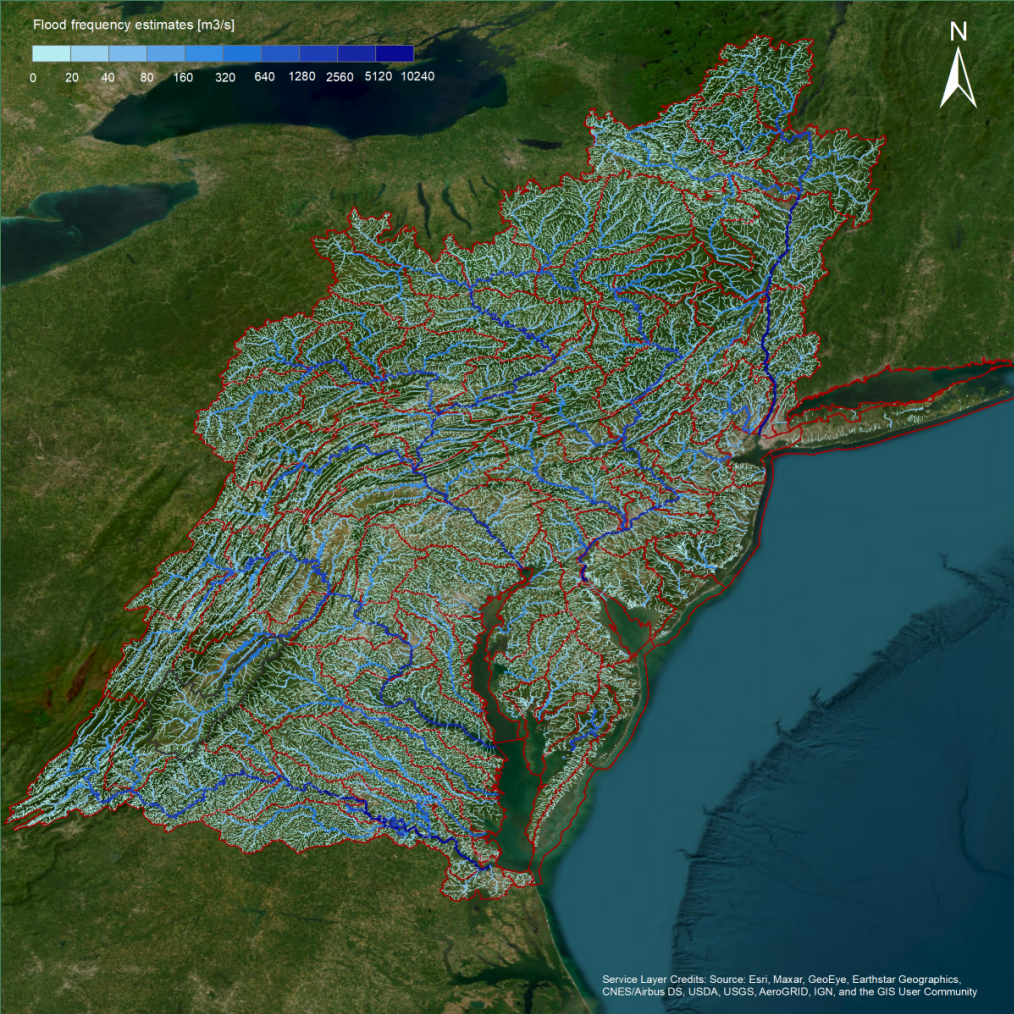 Flood frequency estimates [m3/s]
0 20 40 80 160 320 640 1280 2560 5120 10240
N
Service Layer Credits: Source: Esri, Maxar, GeoEye, Earthstar Geographics,
CNES/Airbus DS, USDA, USGS, AeroGRID, IGN, and the GIS User Community